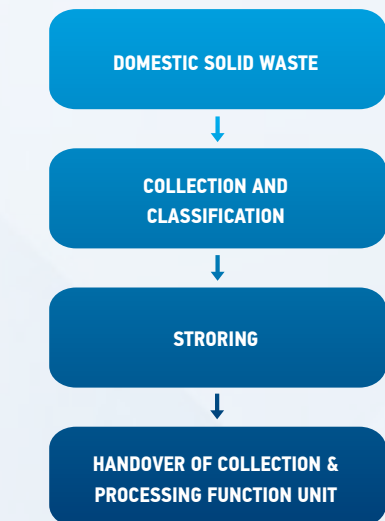 DOMESTIC SOLID WASTE
COLLECTION AND
CLASSIFICATION
STRORING
HANDOVER OF COLLECTION &
PROCESSING FUNCTION UNIT